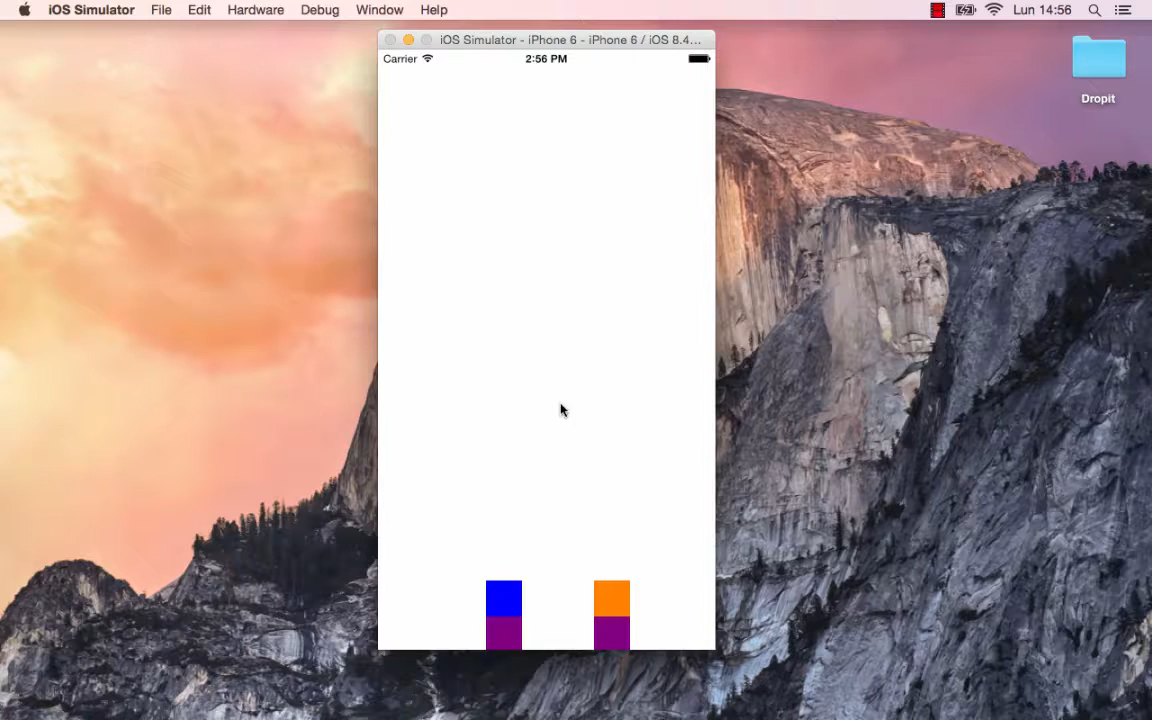 iOS Simulator File Edit Hardware Debug Window Help Lun 14:56
iOS Simulator - iPhone 6 - iPhone 6 / iOS 8.4...
Carrier 2:56 PM
Dropit